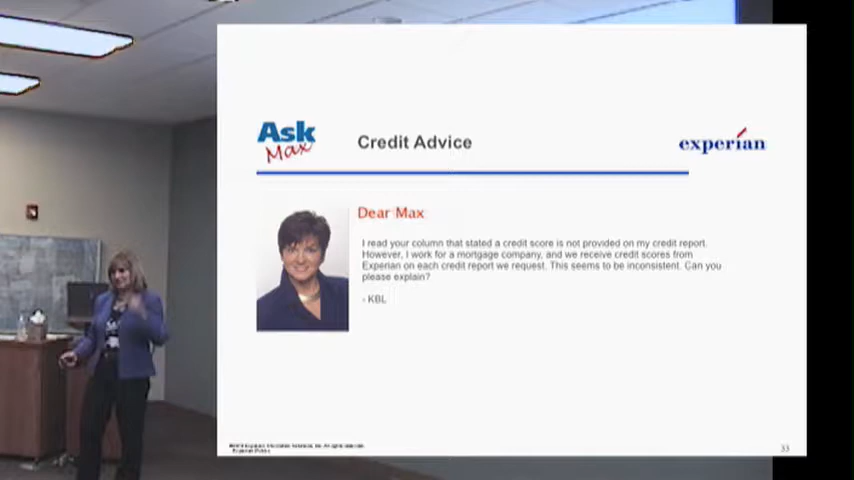 Ask
Max
Credit Advice
experian
Dear Max
I read your column that stated a credit score is not provided on my credit report.
However, I work for a mortgage company, and we receive credit scores from
Experian on each credit report we request. This seems to be inconsistent. Can you
please explain?
- KBL
33